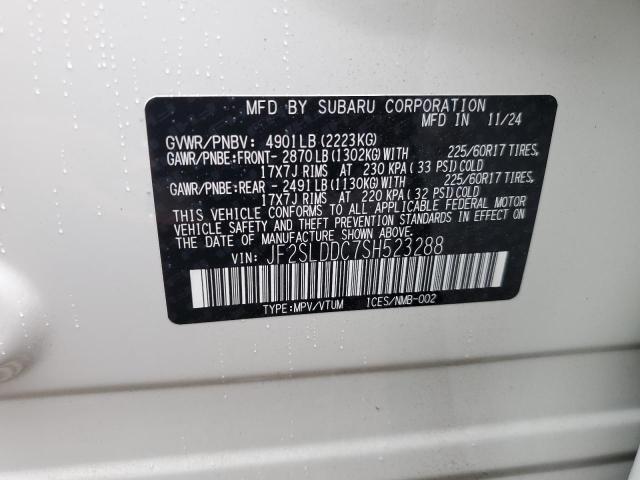 MFD BY SUBARU CORPORATION
MFD IN 11/24
GVWR/PNBV: 4901LB (2223KG)
GAWR/PNBE:FRONT- 2870LB (1302KG)WITH 225/60R17 TIRES,
17X7J RIMS AT 230 KPA (33 PSI)COLD
GAWR/PNBE:REAR - 2491LB (1130KG)WITH 225/60R17 TIRES,
17X7J RIMS AT 220 KPA (32 PSI)COLD
THIS VEHICLE CONFORMS TO ALL APPLICABLE FEDERAL MOTOR
VEHICLE SAFETY AND THEFT PREVENTION STANDARDS IN EFFECT
ON THE DATE OF MANUFACTURE SHOWN ABOVE.
VIN: JF2SLDDC7SH523288
TYPE:MPV/VTUM ICES/NMB-002